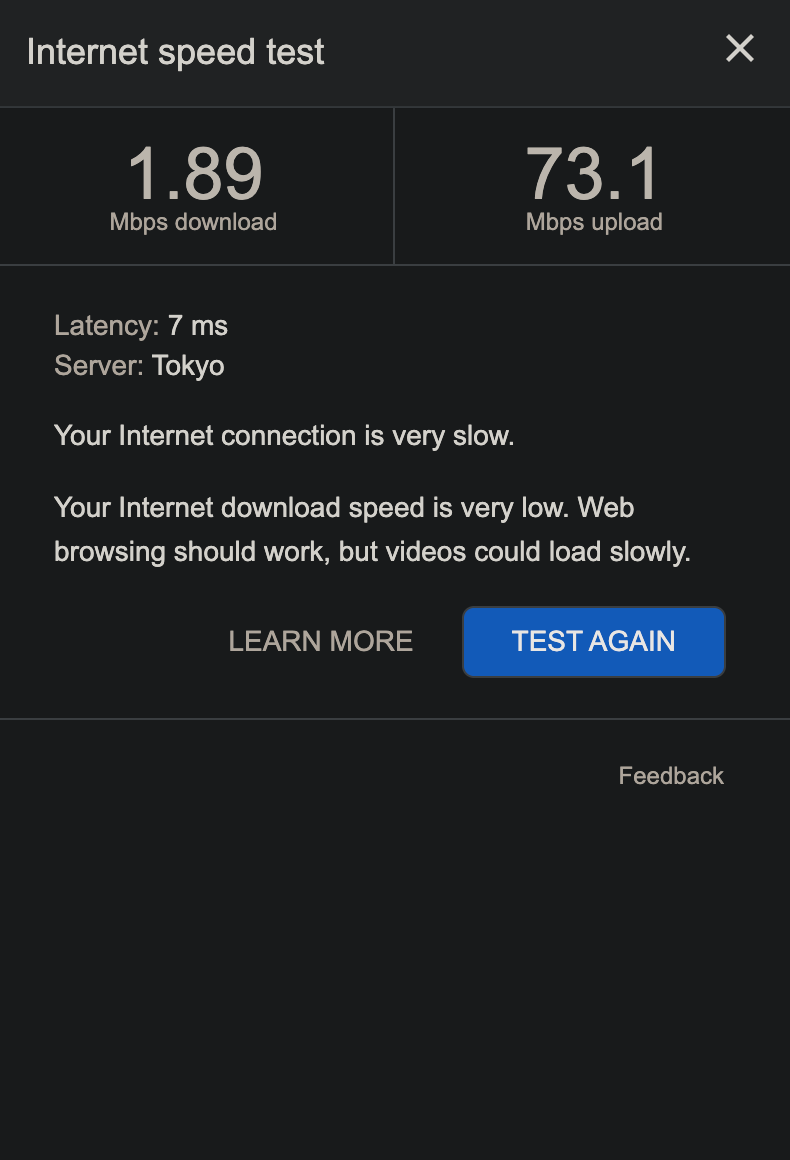 Internet speed test
1.89
Mbps download
73.1
Mbps upload
Latency: 7 ms
Server: Tokyo
Your Internet connection is very slow.
Your Internet download speed is very low. Web
browsing should work, but videos could load slowly.
LEARN MORE
TEST AGAIN
Feedback